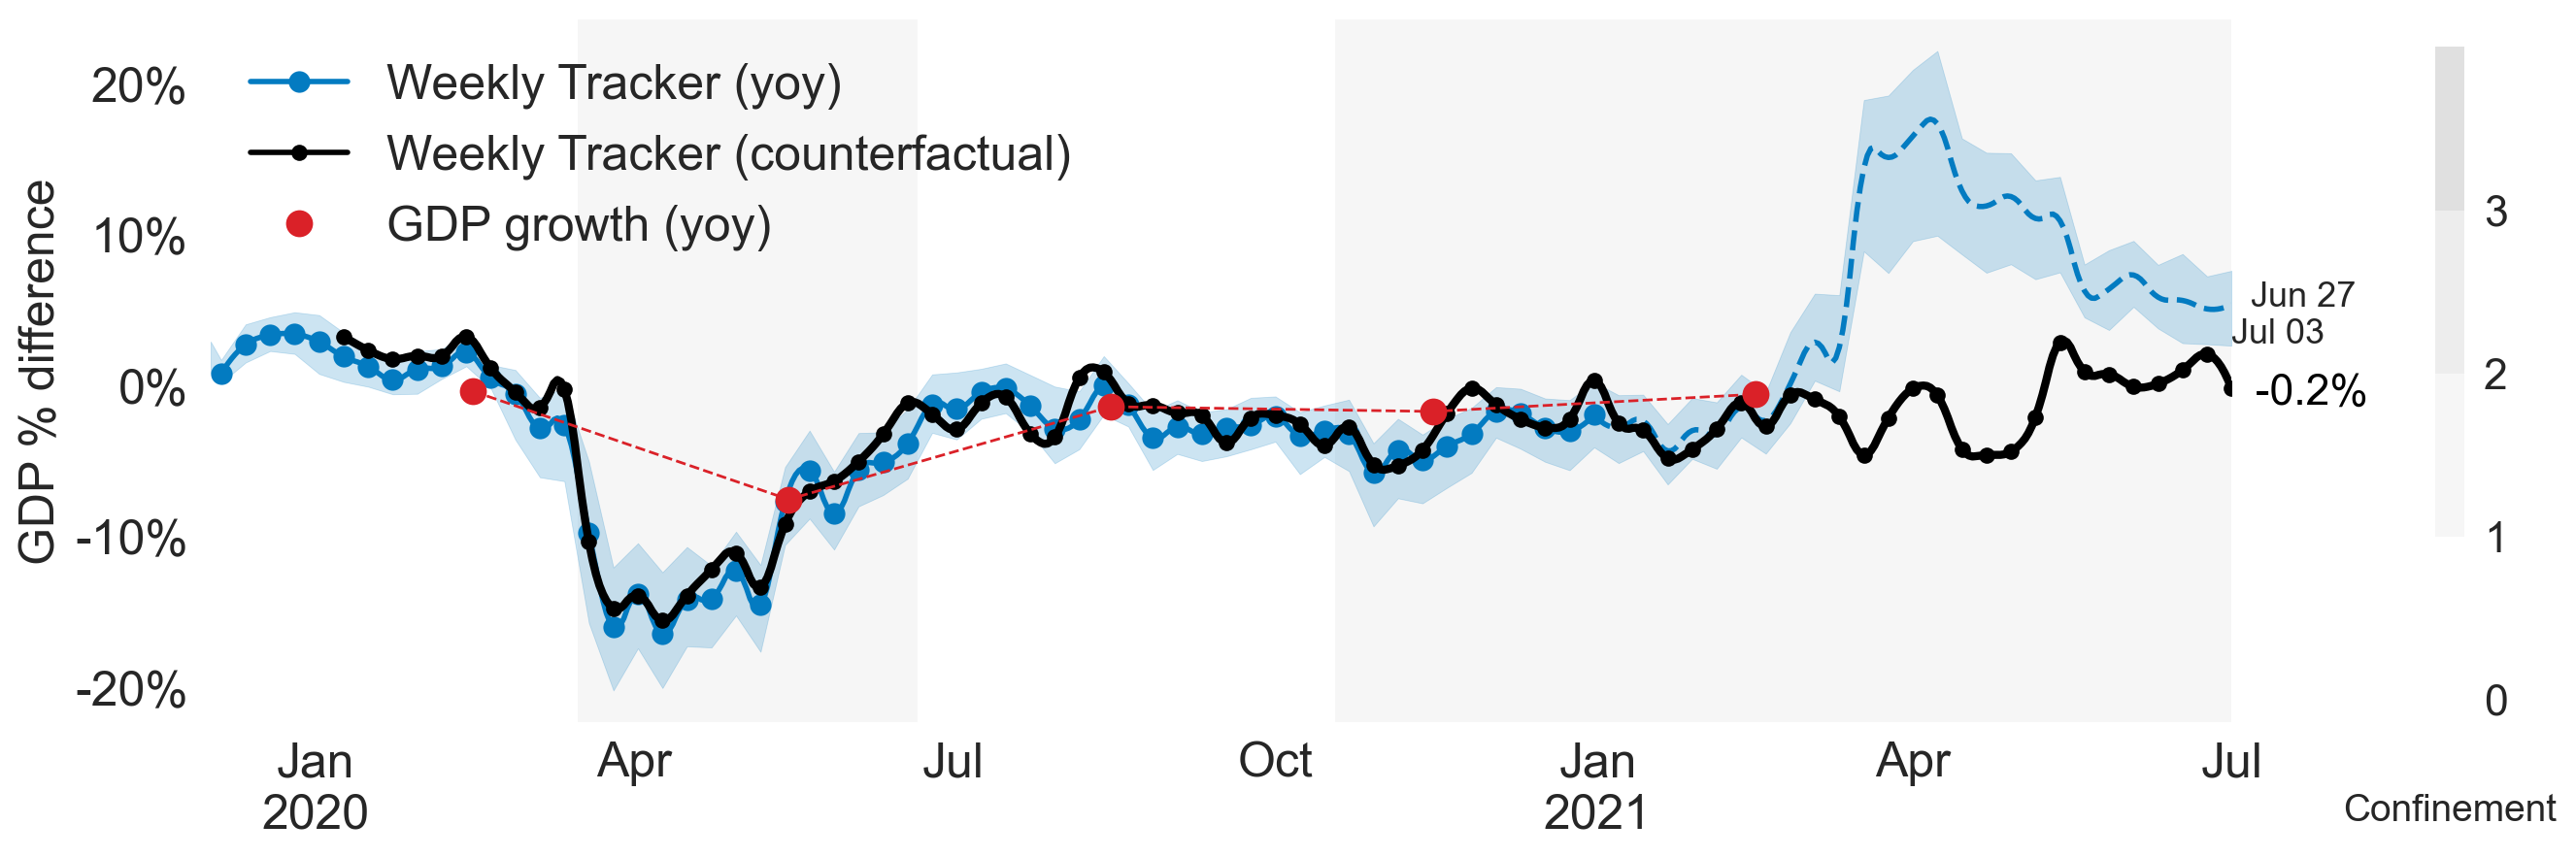 Weekly Tracker (yoy)
Weekly Tracker (counterfactual)
GDP growth (yoy)
GDP % difference
20%
10%
0%
-10%
-20%
Jun 27
Jul 03
-0.2%
3
2
1
0
Jan
2020
Apr
Jul
Oct
Jan
2021
Apr
Jul
Confinement